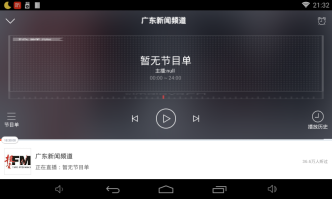 21:32
广东新闻频道
暂无节目单
主播:null
00:00 — 24:00
节目单
播放历史
FM
广东新闻频道
正在直播：暂无节目单